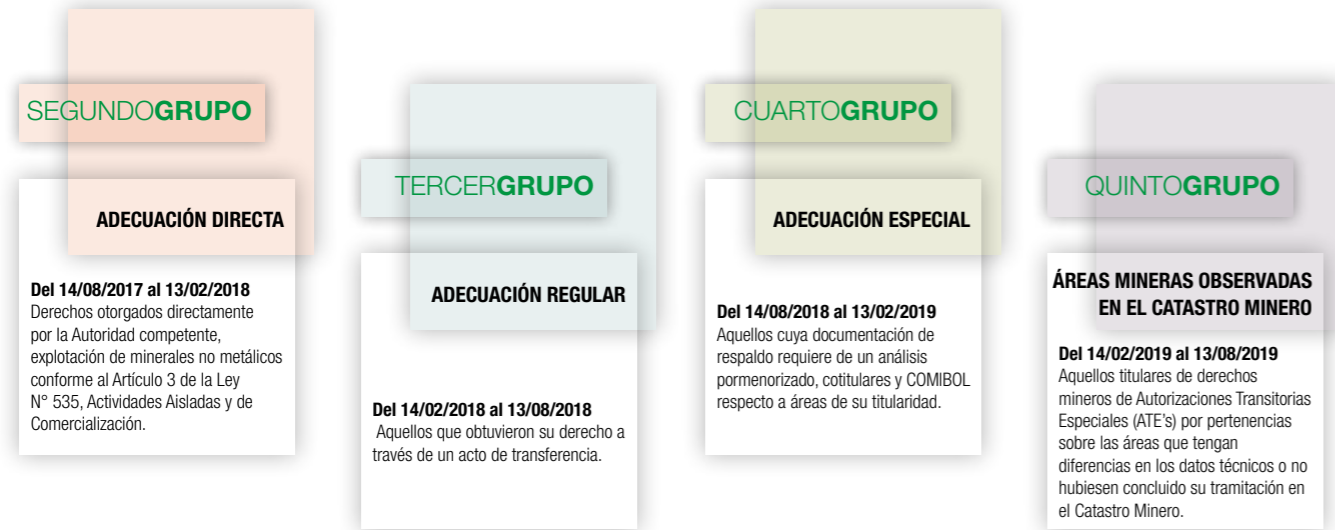 SEGUNDOGRUPO
ADECUACIÓN DIRECTA
Del 14/08/2017 al 13/02/2018
Derechos otorgados directamente
por la Autoridad competente,
explotación de minerales no metálicos
conforme al Artículo 3 de la Ley
N° 535, Actividades Aisladas y de
Comercialización.
TERCERGRUPO
ADECUACIÓN REGULAR
Del 14/02/2018 al 13/08/2018
Aquellos que obtuvieron su derecho a
través de un acto de transferencia.
CUARTOGRUPO
ADECUACIÓN ESPECIAL
Del 14/08/2018 al 13/02/2019
Aquellos cuya documentación de
respaldo requiere de un análisis
pormenorizado, cotitulares y COMIBOL
respecto a áreas de su titularidad.
QUINTOGRUPO
ÁREAS MINERAS OBSERVADAS
EN EL CATASTRO MINERO
Del 14/02/2019 al 13/08/2019
Aquellos titulares de derechos
mineros de Autorizaciones Transitorias
Especiales (ATE's) por pertenencias
sobre las áreas que tengan
diferencias en los datos técnicos o no
hubiesen concluido su tramitación en
el Catastro Minero.